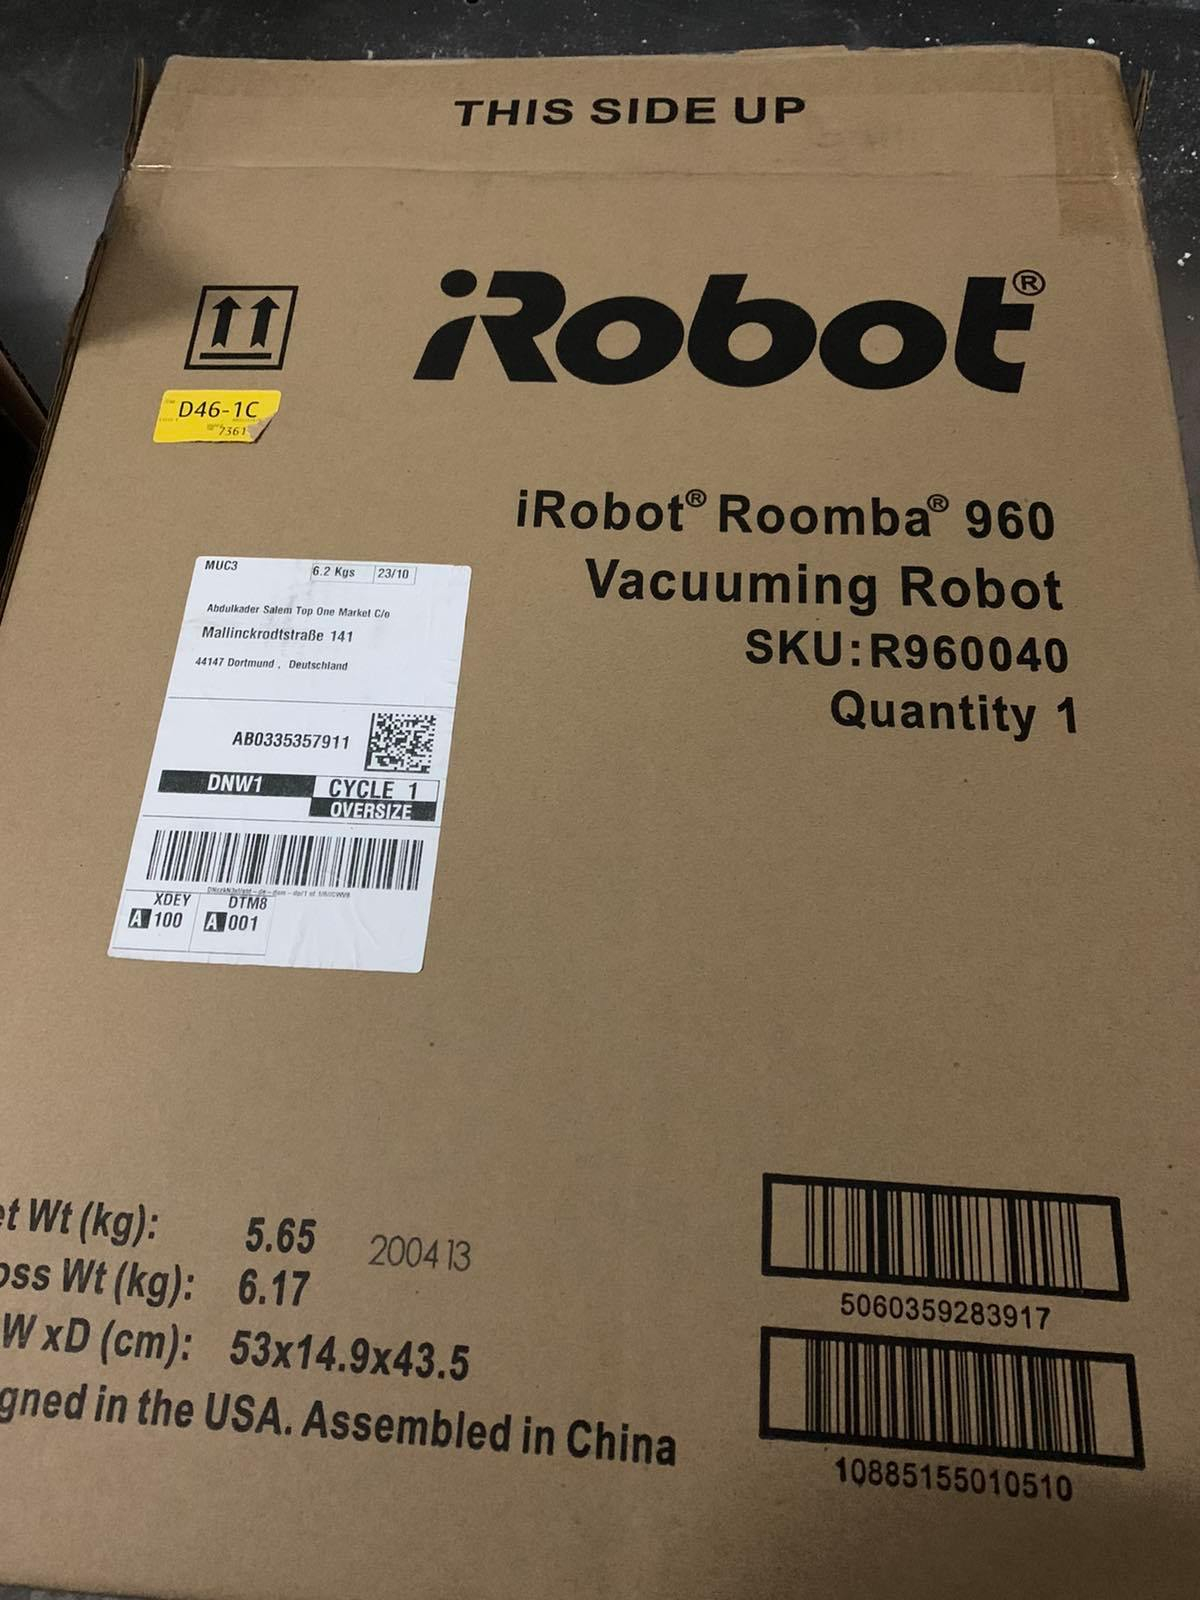 THIS SIDE UP
iRobot®
D46-1C
7361
iRobot® Roomba® 960
Vacuuming Robot
SKU:R960040
Quantity 1
MUC3 6.2 Kgs 23/10
Abdulkader Salem Top One Market C/o
Mallinckrodtstraße 141
44147 Dortmund , Deutschland
AB0335357911
DNW1 CYCLE 1
OVERSIZE
XDEY DTM8
A 100 A 001
et Wt (kg): 5.65 200413
oss Wt (kg): 6.17
W xD (cm): 53x14.9x43.5
gned in the USA. Assembled in China
5060359283917
10885155010510